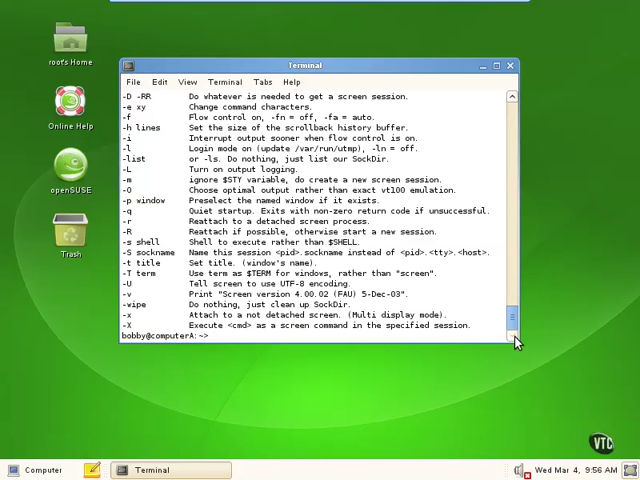 root's Home
Online Help
openSUSE
Trash
Terminal
File Edit View Terminal Tabs Help
-D -RR Do whatever is needed to get a screen session.
-e xy Change command characters.
-f Flow control on, -fn = off, -fa = auto.
-h lines Set the size of the scrollback history buffer.
-i Interrupt output sooner when flow control is on.
-l Login mode on (update /var/run/utmp), -ln = off.
-list or -ls. Do nothing, just list our SockDir.
-L Turn on output logging.
-m ignore $STY variable, do create a new screen session.
-O Choose optimal output rather than exact vt100 emulation.
-p window Preselect the named window if it exists.
-q Quiet startup. Exits with non-zero return code if unsuccessful.
-r Reattach to a detached screen process.
-R Reattach if possible, otherwise start a new session.
-s shell Shell to execute rather than $SHELL.
-S sockname Name this session <pid>.sockname instead of <pid>.<tty>.<host>.
-t title Set title. (window's name).
-T term Use term as $TERM for windows, rather than "screen".
-U Tell screen to use UTF-8 encoding.
-v Print "Screen version 4.00.02 (FAU) 5-Dec-03".
-wipe Do nothing, just clean up SockDir.
-x Attach to a not detached screen. (Multi display mode).
-X Execute <cmd> as a screen command in the specified session.
bobby@computerA:~>
VTC
Computer Terminal Wed Mar 4, 9:56 AM